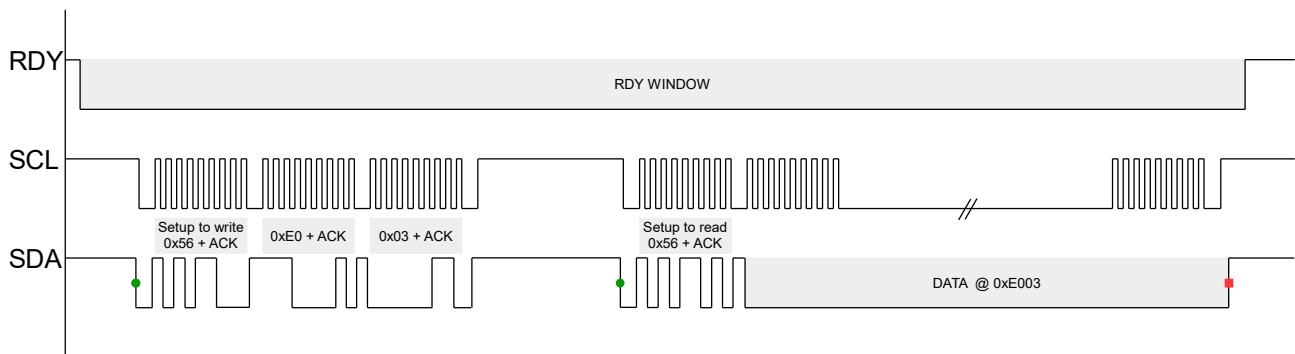 RDY
RDY WINDOW
SCL
Setup to write
0x56 + ACK
0xE0 + ACK
0x03 + ACK
Setup to read
0x56 + ACK
SDA
DATA @ 0xE003